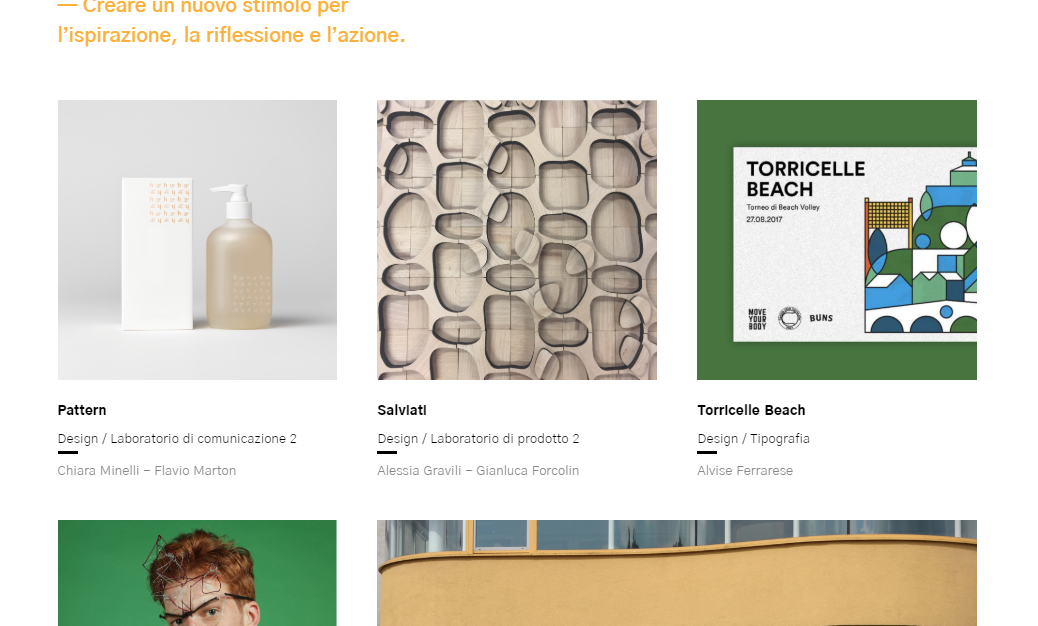 — Creare un nuovo stimolo per
l’ispirazione, la riflessione e l’azione.
TORRICELLE
BEACH
Torneo di Beach Volley
27.08.2017
MOVE
YOUR
BODY
BUNS
Pattern
Design / Laboratorio di comunicazione 2
Chiara Minelli – Flavio Marton
Salviati
Design / Laboratorio di prodotto 2
Alessia Gravili – Gianluca Forcolin
Torricelle Beach
Design / Tipografia
Alvise Ferrarese